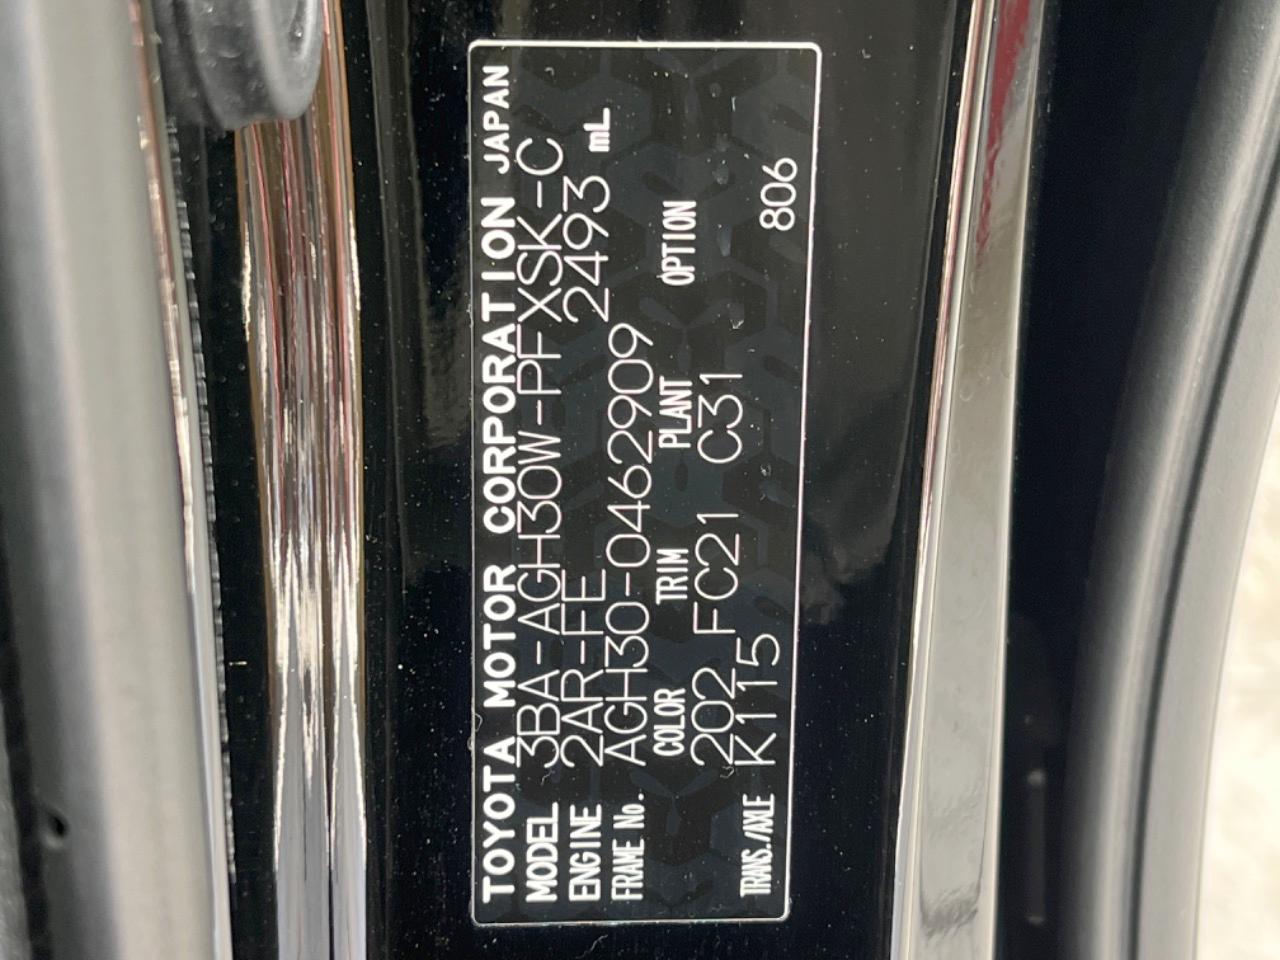 TOYOTA MOTOR CORPORATION JAPAN
MODEL 3BA-AGH30W-PFXSK-C
ENGINE 2AR-FE 2493 mL
FRAME No. AGH30-0462909
COLOR TRIM PLANT OPTION
202 FC21 C31
TRANS./AXLE K115 806